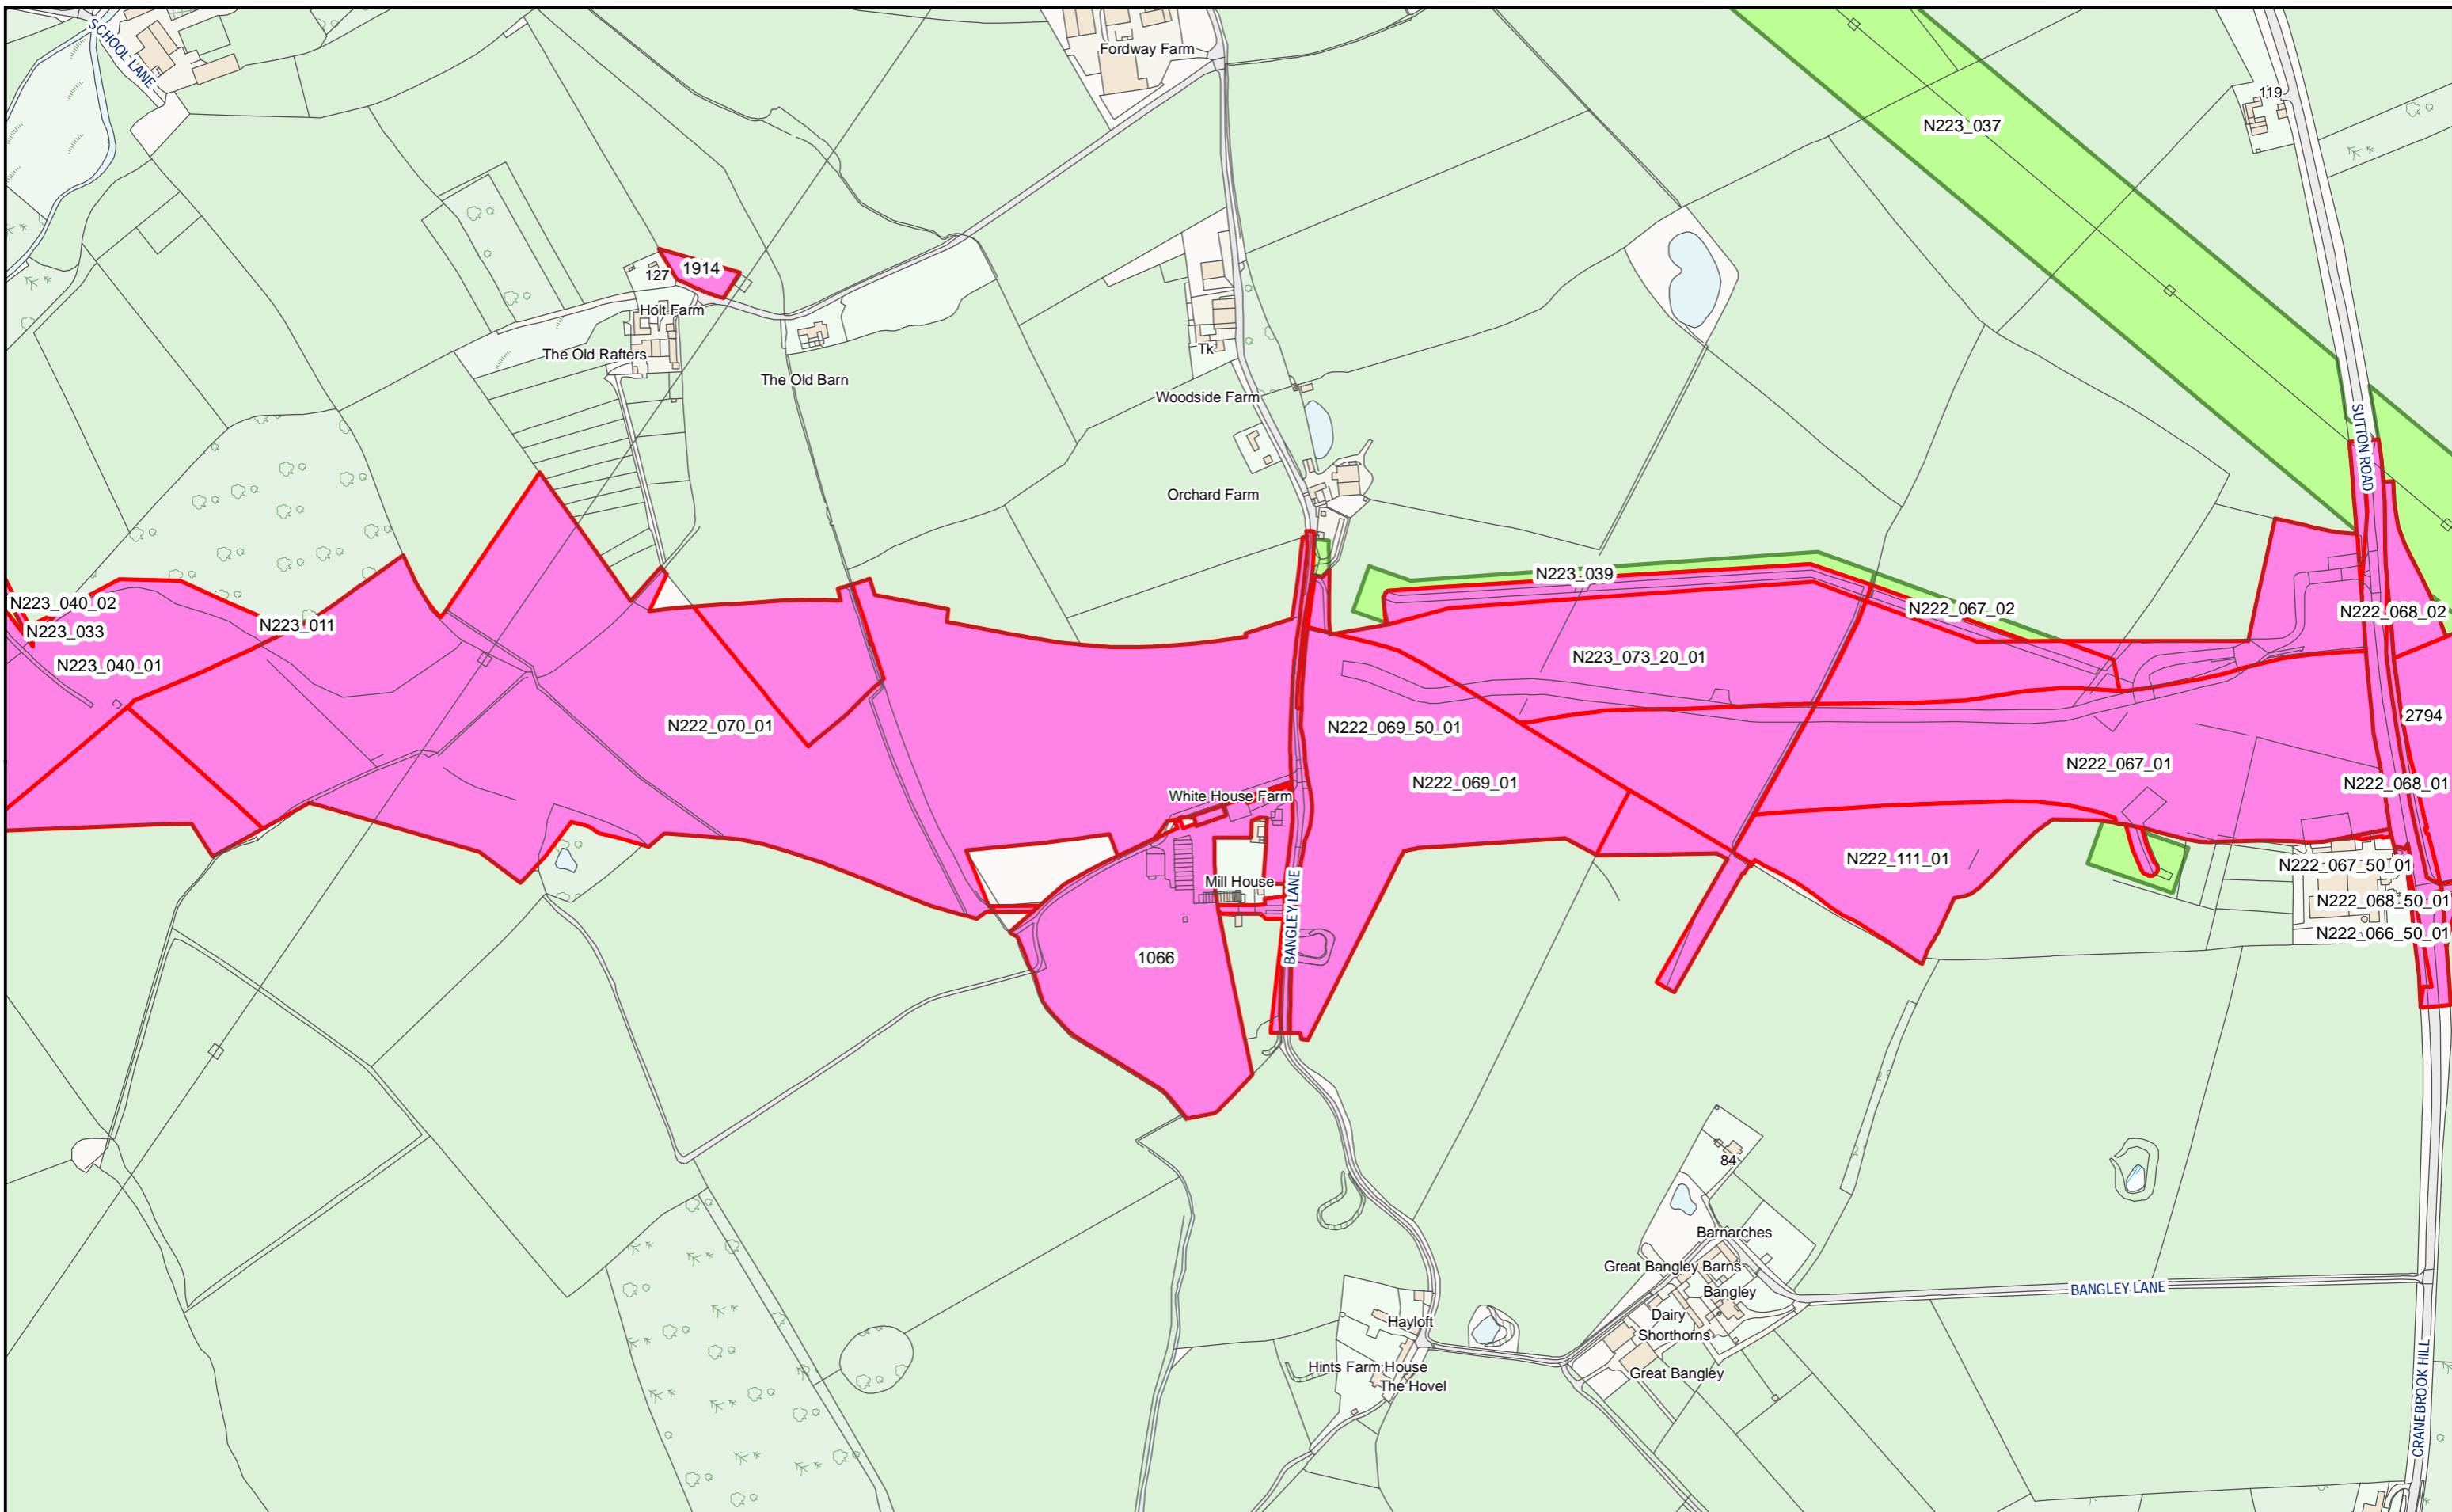 SCHOOL LANE
Fordway Farm
119
N223_037
127
1914
Holt Farm
The Old Rafters
The Old Barn
Tk
Woodside Farm
Orchard Farm
SUTTON ROAD
N223_039
N223_040_02
N222_067_02
N222_068_02
N223_011
N223_033
N223_040_01
N223_073_20_01
N222_070_01
N222_069_50_01
2794
N222_067_01
N222_069_01
N222_068_01
White House Farm
N222_111_01
N222_067_50_01
Mill House
N222_068_50_01
BANGLEY LANE
N222_066_50_01
1066
84
Barnarches
Great Bangley Barns
Bangley
BANGLEY LANE
Dairy
Hayloft
Shorthorns
Hints Farm House
Great Bangley
The Hovel
CRANEBROOK HILL